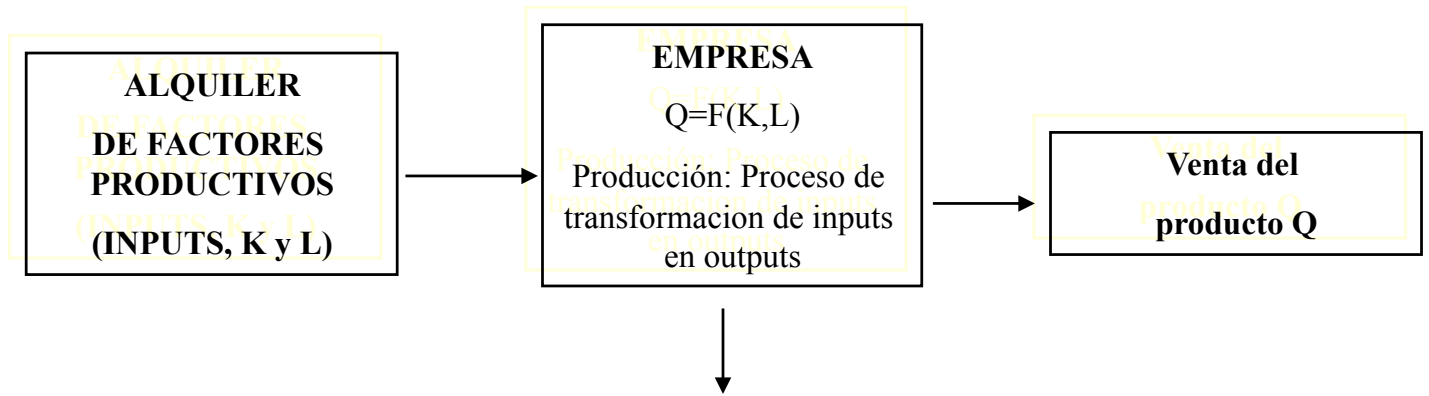 ALQUILER
DE FACTORES
PRODUCTIVOS
(INPUTS, K y L)
EMPRESA
Q=F(K,L)
Producción: Proceso de
transformacion de inputs
en outputs
Venta del
producto Q